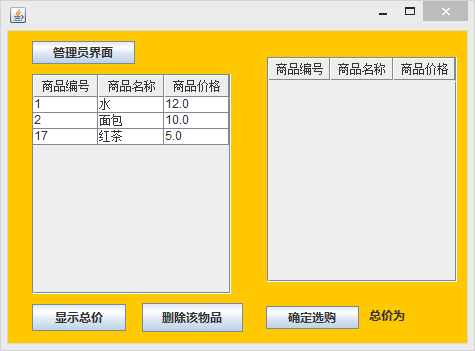 管理员界面
商品编号 商品名称 商品价格
1 水 12.0
2 面包 10.0
17 红茶 5.0
商品编号 商品名称 商品价格
显示总价 删除该物品 确定选购 总价为